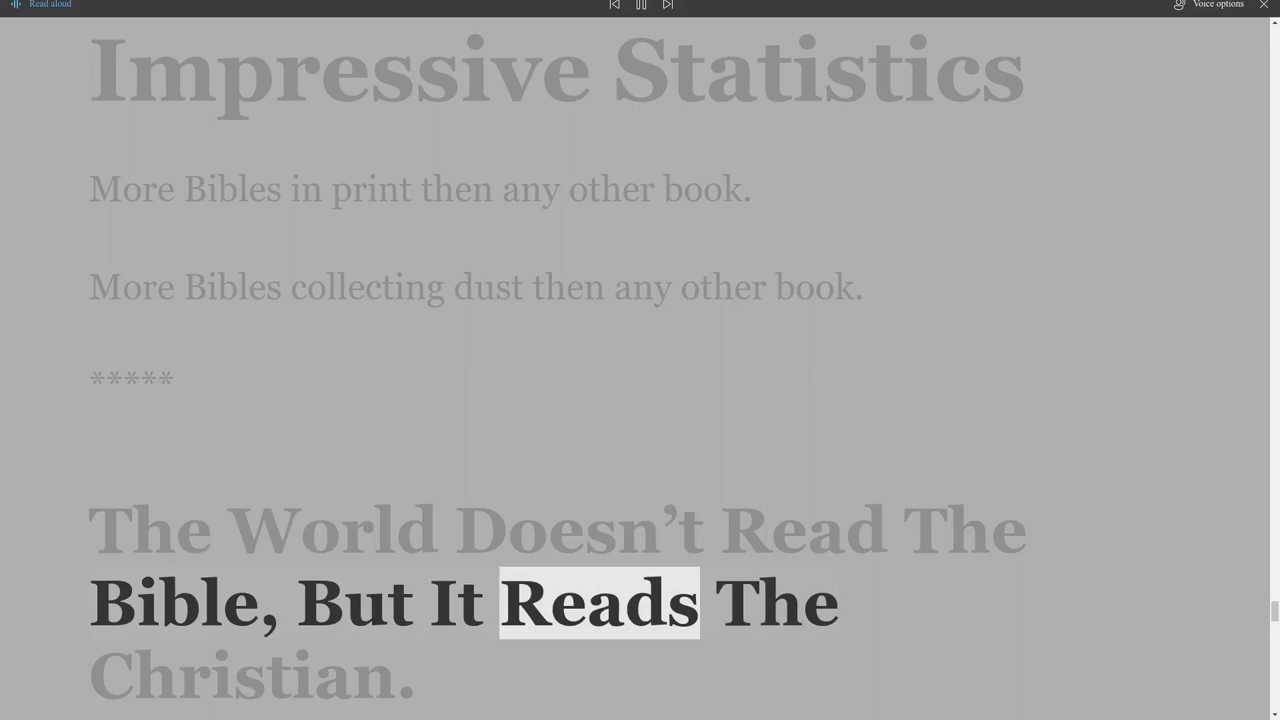 Read aloud
Voice options
Impressive Statistics
More Bibles in print then any other book.
More Bibles collecting dust then any other book.
*****
The World Doesn’t Read The
Bible, But It Reads The
Christian.